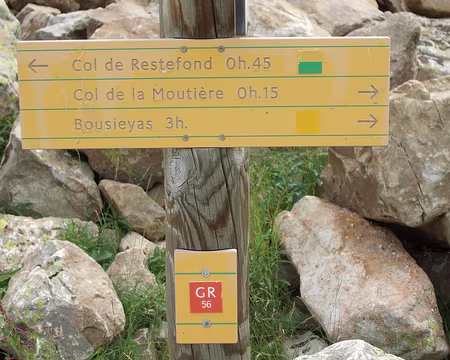 ← Col de Restefond 0h.45
Col de la Moutière 0h.15 →
Bousieyas 3h. →
GR
56